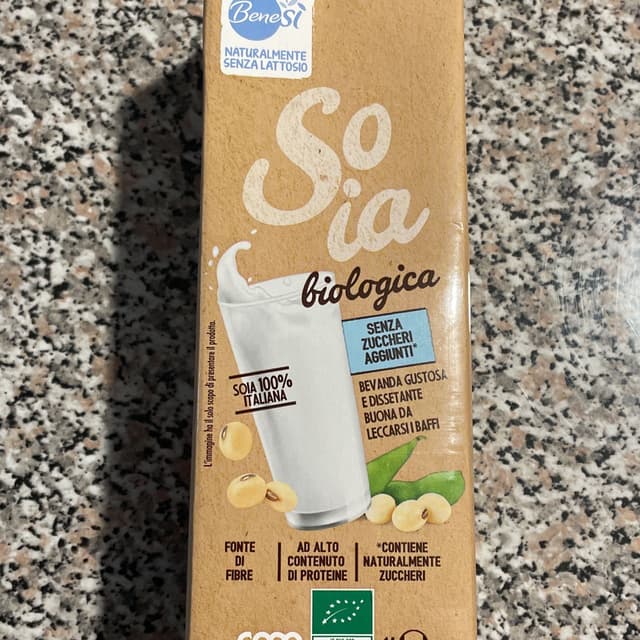 BeneSÌ
NATURALMENTE
SENZA LATTOSIO
So
ia
biologica
SENZA
ZUCCHERI
AGGIUNTI*
BEVANDA GUSTOSA
E DISSETANTE
BUONA DA
LECCARSI I BAFFI
SOIA 100%
ITALIANA
L'immagine ha il solo scopo di presentare il prodotto.
FONTE
DI
FIBRE
AD ALTO
CONTENUTO
DI PROTEINE
*CONTIENE
NATURALMENTE
ZUCCHERI